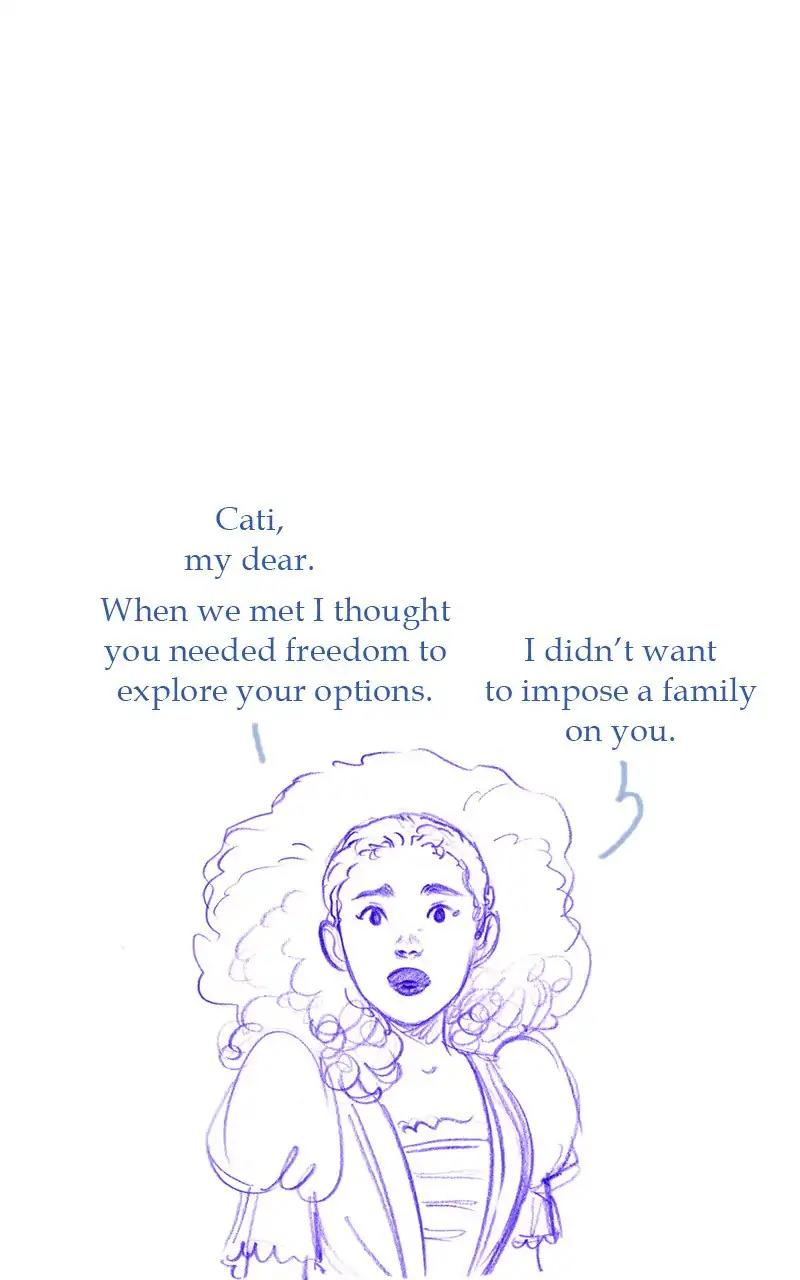 Cati,
my dear.
When we met I thought
you needed freedom to
explore your options.
I didn’t want
to impose a family
on you.